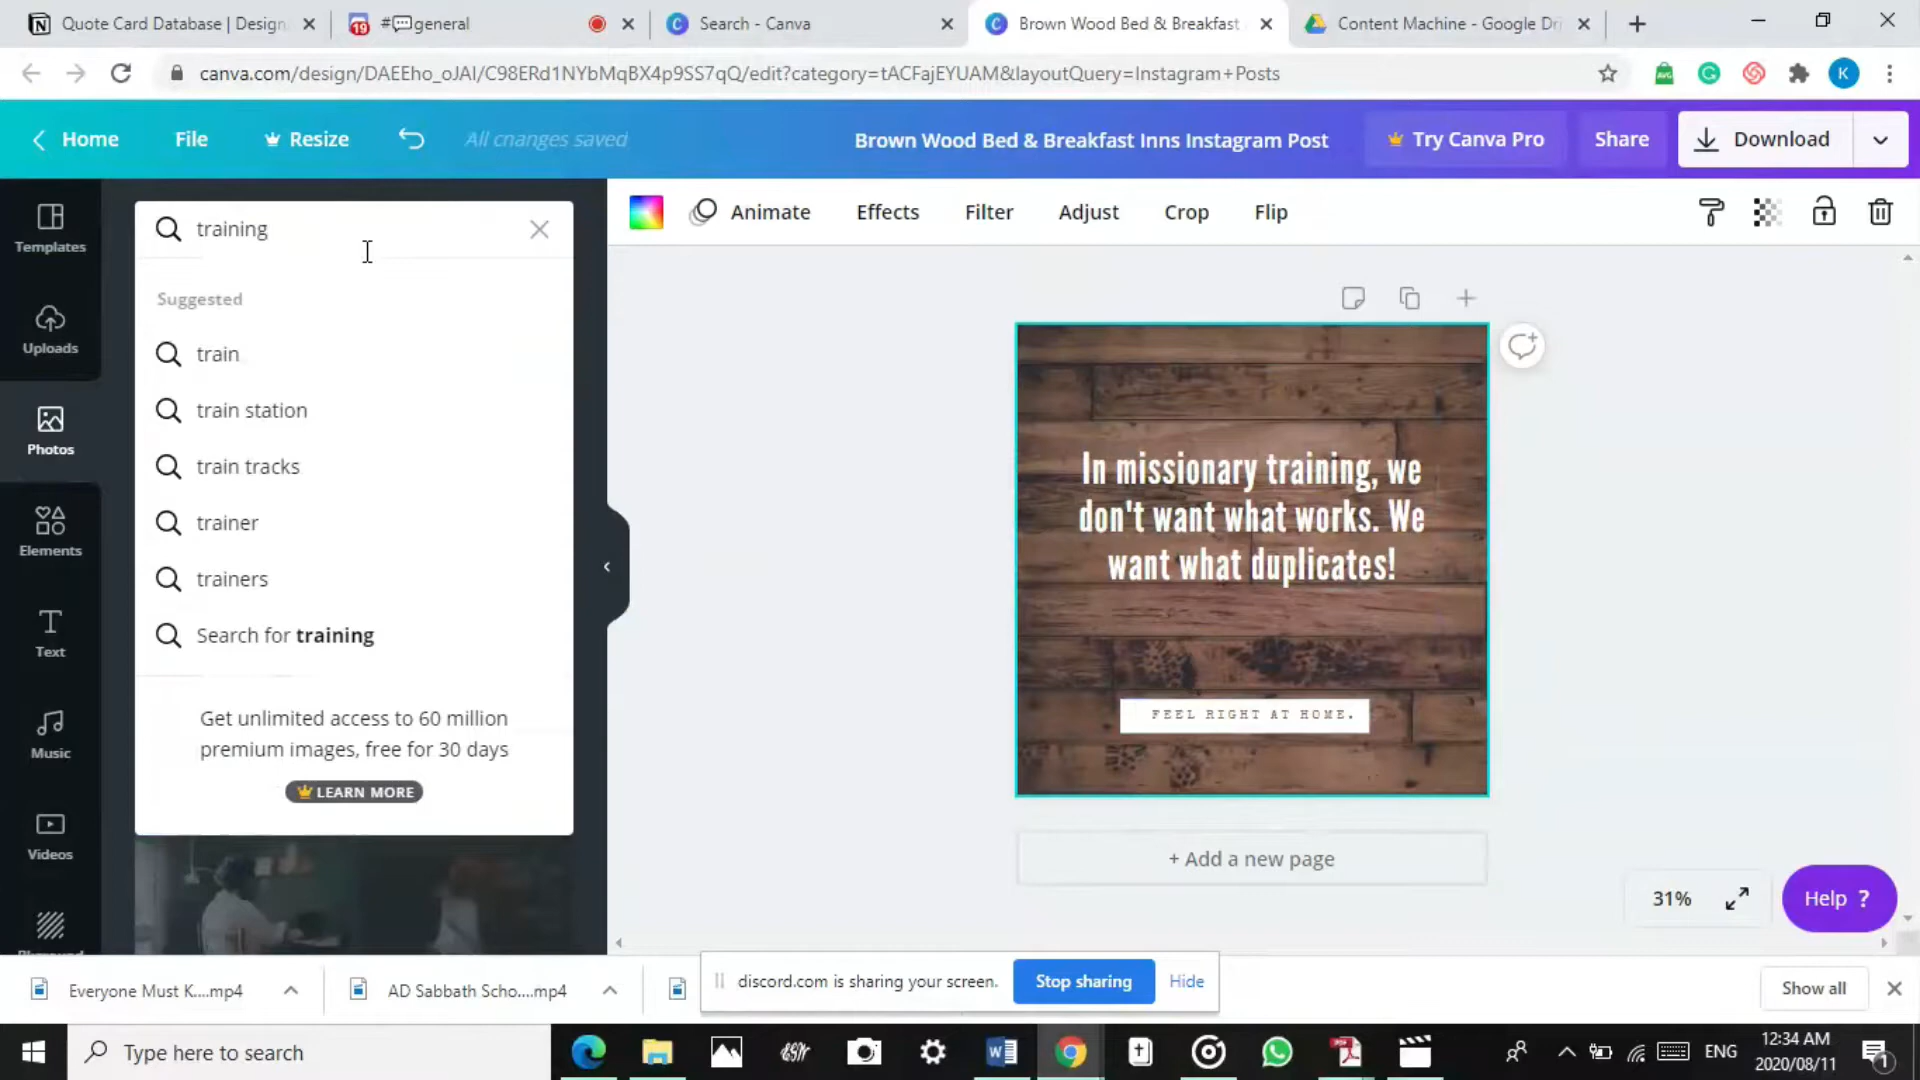 Quote Card Database | Design
19 #general
Search - Canva
Brown Wood Bed & Breakfast
Content Machine - Google Dri
canva.com/design/DAEEho_oJAI/C98ERd1NYbMqBX4p9SS7qQ/edit?category=tACFajEYUAM&layoutQuery=Instagram+Posts
K
Home
File
Resize
All changes saved
Brown Wood Bed & Breakfast Inns Instagram Post
Try Canva Pro
Share
Download
Templates
Uploads
Photos
Elements
Text
Music
Videos
training
Suggested
train
train station
train tracks
trainer
trainers
Search for training
Get unlimited access to 60 million
premium images, free for 30 days
LEARN MORE
Animate
Effects
Filter
Adjust
Crop
Flip
In missionary training, we
don't want what works. We
want what duplicates!
FEEL RIGHT AT HOME.
+ Add a new page
31%
Help ?
Everyone Must K....mp4
AD Sabbath Scho....mp4
discord.com is sharing your screen.
Stop sharing
Hide
Show all
Type here to search
ENG
12:34 AM
2020/08/11
1